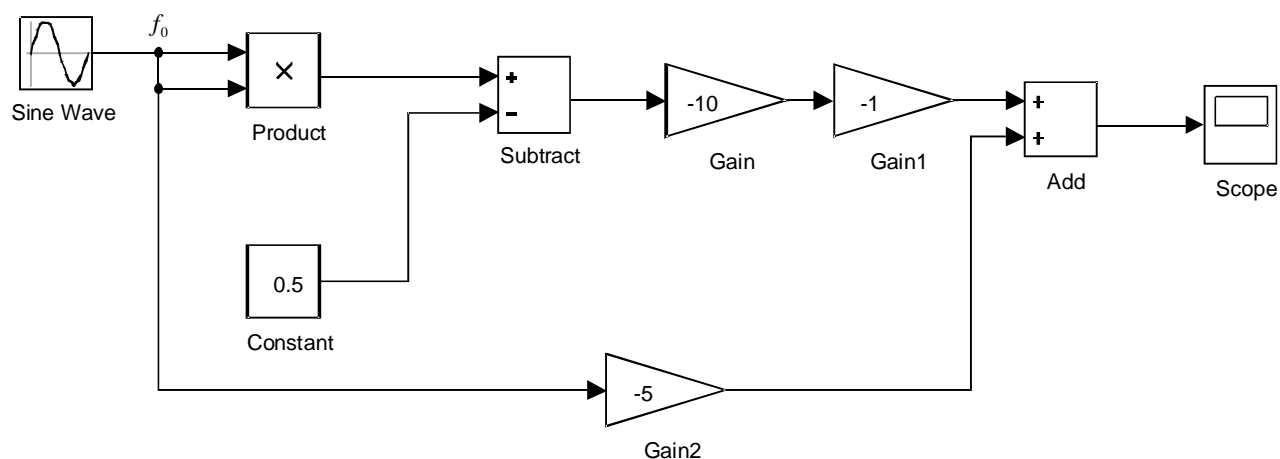 f₀
Sine Wave
×
Product
+
−
Subtract
-10
Gain
-1
Gain1
+
+
Add
Scope
0.5
Constant
-5
Gain2